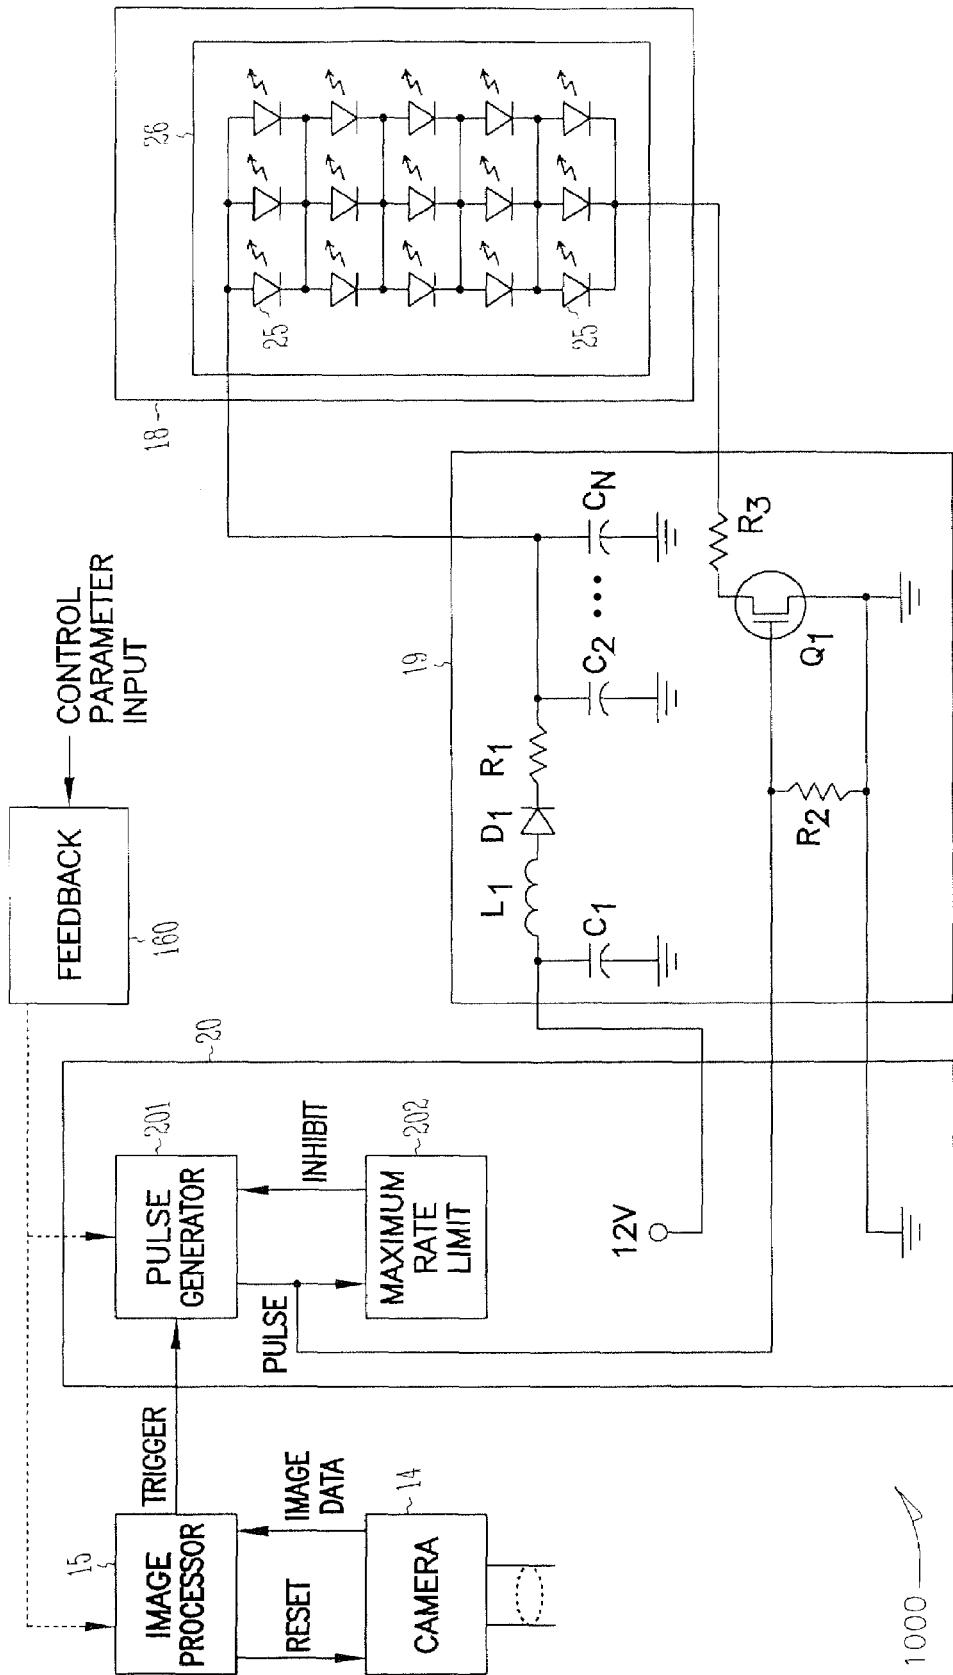 15
IMAGE
PROCESSOR
TRIGGER
RESET
IMAGE
DATA
14
CAMERA
1000
20
201
PULSE
GENERATOR
PULSE
INHIBIT
202
MAXIMUM
RATE
LIMIT
12V
FEEDBACK
160
CONTROL
PARAMETER
INPUT
19
C1
L1
D1
R1
C2
CN
R2
Q1
R3
18
26
25
25